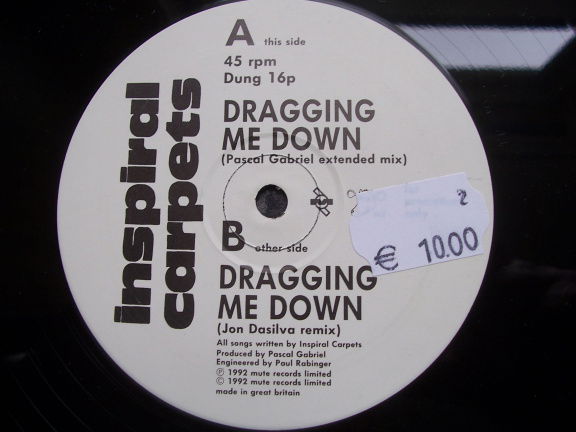 inspiral
carpets
A this side
45 rpm
Dung 16p
DRAGGING
ME DOWN
(Pascal Gabriel extended mix)
B other side
DRAGGING
ME DOWN
(Jon Dasilva remix)
All songs written by Inspiral Carpets
Produced by Pascal Gabriel
Engineered by Paul Rabinger
℗ 1992 mute records limited
© 1992 mute records limited
made in great britain
2
€ 10.00